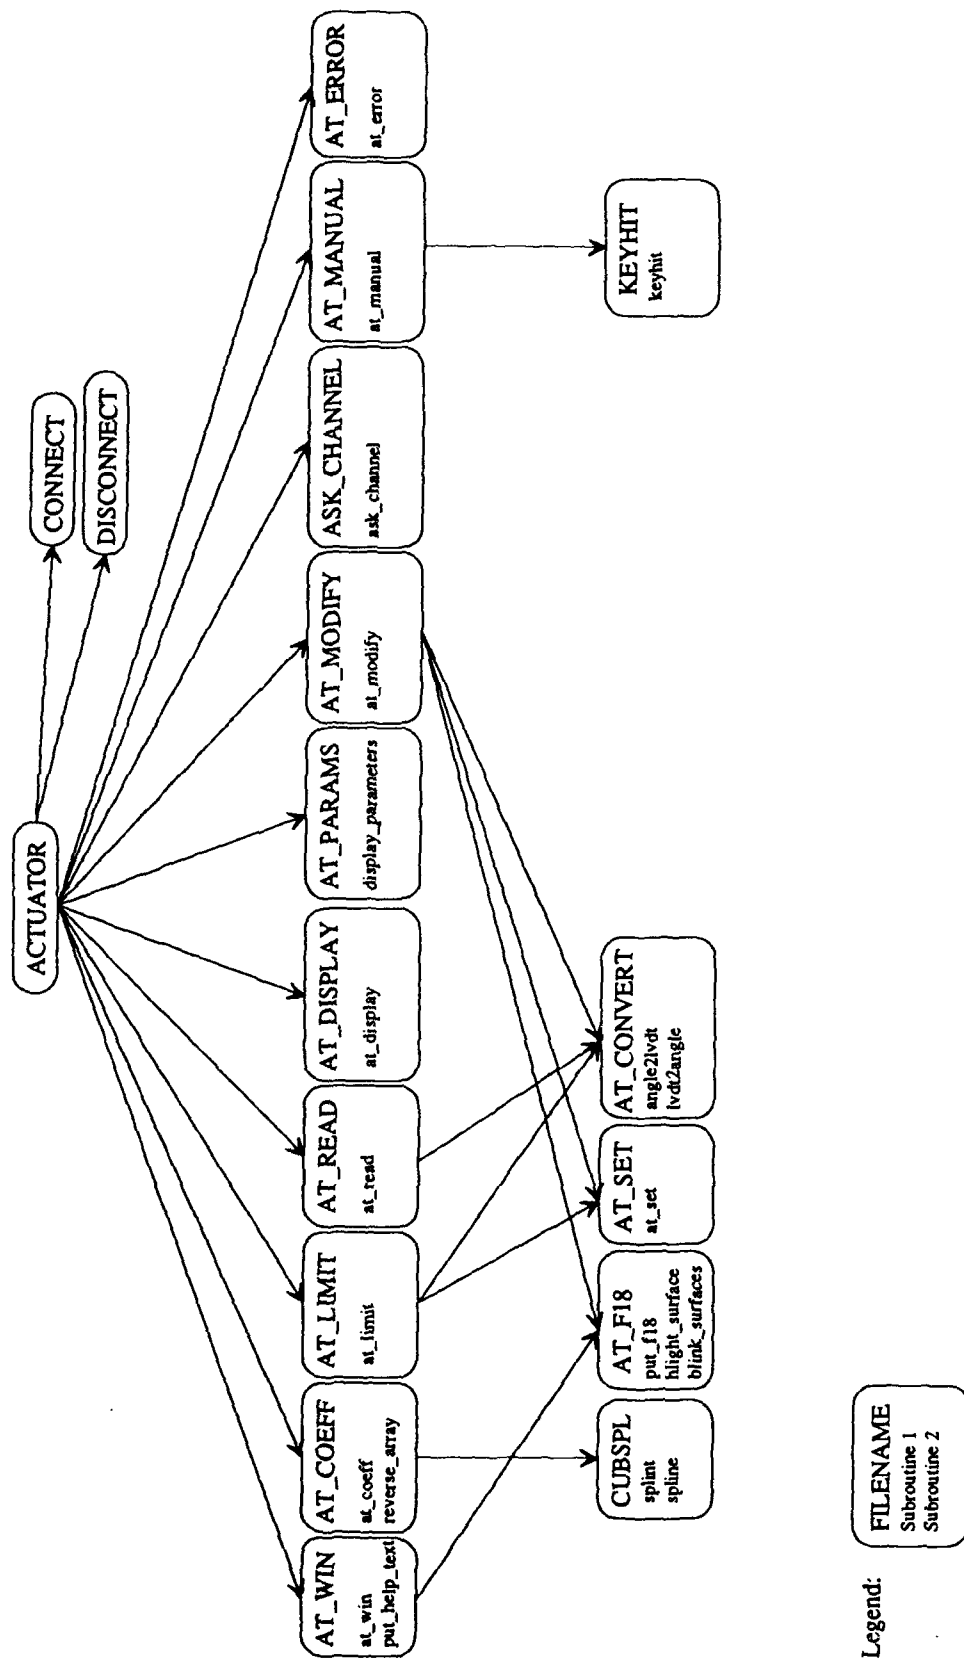 ACTUATOR
CONNECT
DISCONNECT
AT_WIN
at_win
put_help_text
AT_COEFF
at_coeff
reverse_array
AT_LIMIT
at_limit
AT_READ
at_read
AT_DISPLAY
at_display
AT_PARAMS
display_parameters
AT_MODIFY
at_modify
ASK_CHANNEL
ask_channel
AT_MANUAL
at_manual
AT_ERROR
at_error
CUBSPL
splint
spline
AT_F18
put_f18
hlight_surface
blink_surfaces
AT_SET
at_set
AT_CONVERT
angle2lvdt
lvdt2angle
KEYHIT
keyhit
Legend:
FILENAME
Subroutine 1
Subroutine 2